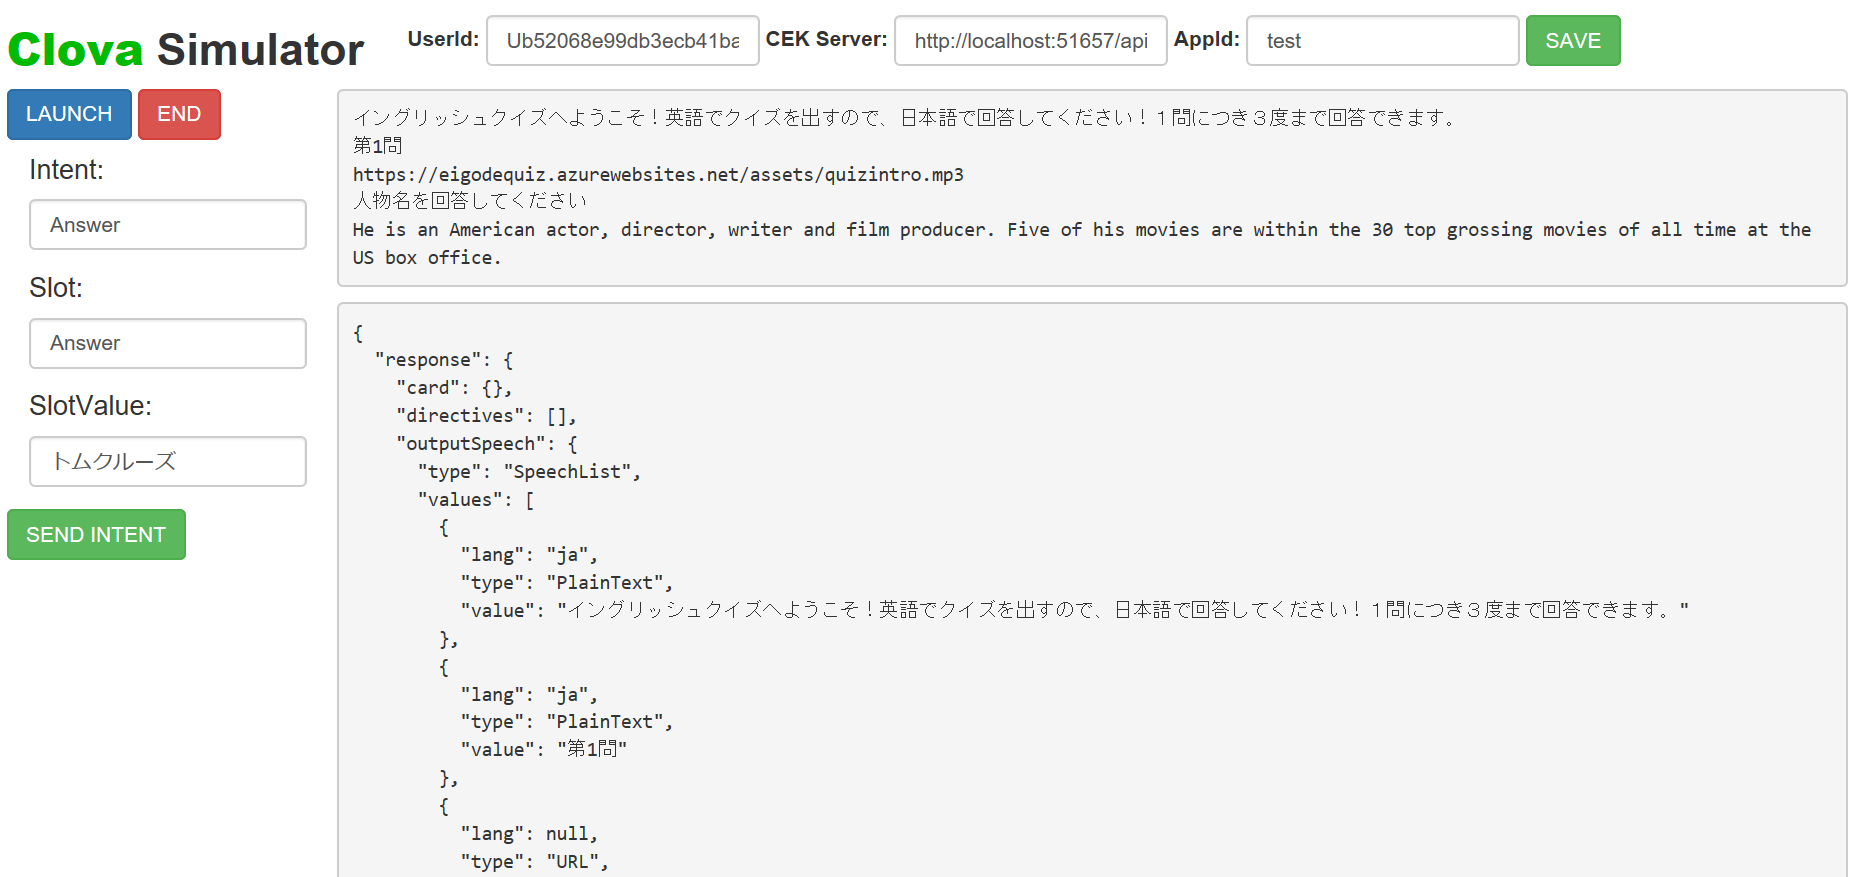 Clova Simulator
UserId: Ub52068e99db3ecb41ba CEK Server: http://localhost:51657/api AppId: test SAVE
LAUNCH END
Intent:
Answer
Slot:
Answer
SlotValue:
トムクルーズ
SEND INTENT
イングリッシュクイズへようこそ！英語でクイズを出すので、日本語で回答してください！１問につき３度まで回答できます。
第1問
https://eigodequiz.azurewebsites.net/assets/quizintro.mp3
人物名を回答してください
He is an American actor, director, writer and film producer. Five of his movies are within the 30 top grossing movies of all time at the
US box office.
{
"response": {
"card": {},
"directives": [],
"outputSpeech": {
"type": "SpeechList",
"values": [
{
"lang": "ja",
"type": "PlainText",
"value": "イングリッシュクイズへようこそ！英語でクイズを出すので、日本語で回答してください！１問につき３度まで回答できます。"
},
{
"lang": "ja",
"type": "PlainText",
"value": "第1問"
},
{
"lang": null,
"type": "URL",